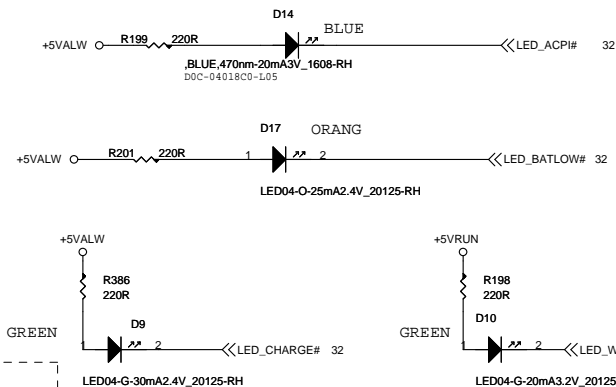 D14
BLUE
+5VALW
R199
220R
LED_ACPI#
32
,BLUE,470nm-20mA3V_1608-RH
D0C-04018C0-L05
D17
ORANG
+5VALW
R201
220R
1
2
LED_BATLOW#
32
LED04-O-25mA2.4V_20125-RH
+5VALW
+5VRUN
R386
220R
R198
220R
GREEN
D9
1
2
LED_CHARGE#
32
GREEN
D10
1
2
LED_W
LED04-G-30mA2.4V_20125-RH
LED04-G-20mA3.2V_20125